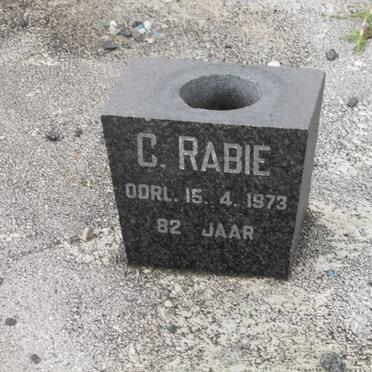 C. RABIE
OORL. 15. 4. 1973
82 JAAR